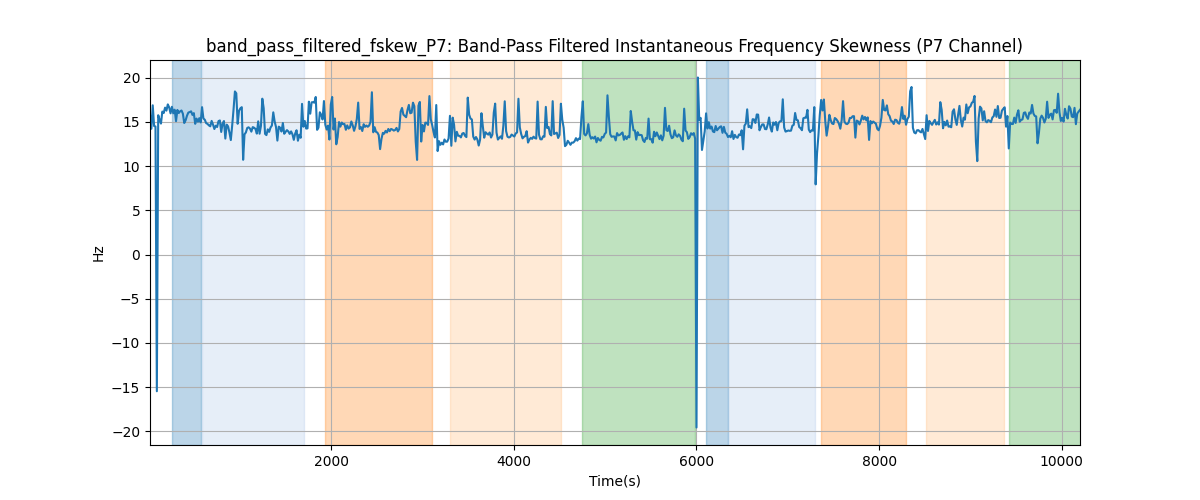 band_pass_filtered_fskew_P7: Band-Pass Filtered Instantaneous Frequency Skewness (P7 Channel)
20
15
10
5
0
−5
−10
−15
−20
Hz
2000 4000 6000 8000 10000
Time(s)